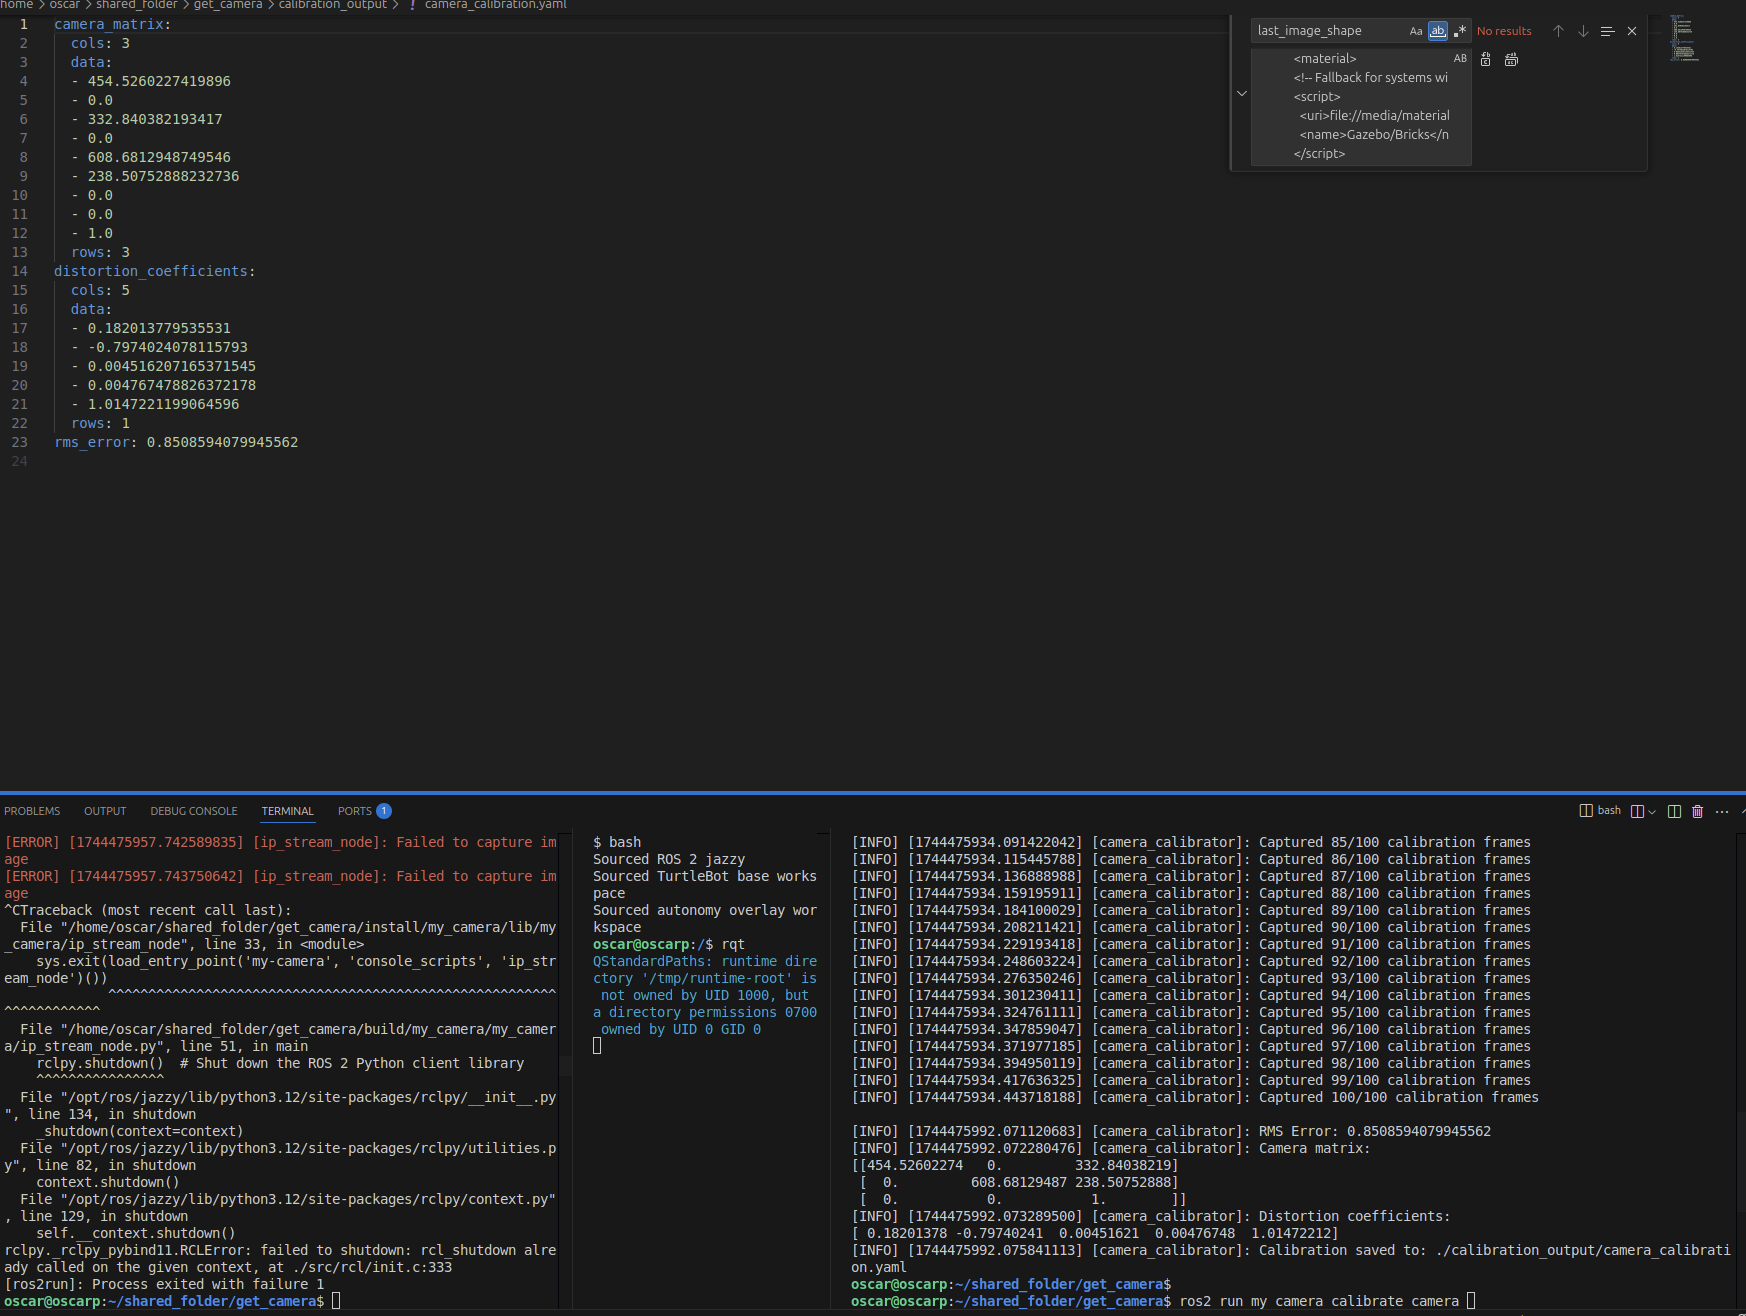 home > oscar > shared_folder > get_camera > calibration_output > ! camera_calibration.yaml
1 camera_matrix:
2 cols: 3
3 data:
4 - 454.5260227419896
5 - 0.0
6 - 332.840382193417
7 - 0.0
8 - 608.6812948749546
9 - 238.50752888232736
10 - 0.0
11 - 0.0
12 - 1.0
13 rows: 3
14 distortion_coefficients:
15 cols: 5
16 data:
17 - 0.182013779535531
18 - -0.7974024078115793
19 - 0.004516207165371545
20 - 0.004767478826372178
21 - 1.0147221199064596
22 rows: 1
23 rms_error: 0.8508594079945562
24
last_image_shape Aa ab .* No results
<material> AB
<!-- Fallback for systems wi
<script>
<uri>file://media/material
<name>Gazebo/Bricks</n
</script>
PROBLEMS OUTPUT DEBUG CONSOLE TERMINAL PORTS 1
bash
[ERROR] [1744475957.742589835] [ip_stream_node]: Failed to capture im
age
[ERROR] [1744475957.743750642] [ip_stream_node]: Failed to capture im
age
^CTraceback (most recent call last):
File "/home/oscar/shared_folder/get_camera/install/my_camera/lib/my
_camera/ip_stream_node", line 33, in <module>
sys.exit(load_entry_point('my-camera', 'console_scripts', 'ip_str
eam_node')())
^^^^^^^^^^^^^^^^^^^^^^^^^^^^^^^^^^^^^^^^^^^^^^^^^^^^^^^^
^^^^^^^^^^^^
File "/home/oscar/shared_folder/get_camera/build/my_camera/my_camer
a/ip_stream_node.py", line 51, in main
rclpy.shutdown()  # Shut down the ROS 2 Python client library
^^^^^^^^^^^^^^^^
File "/opt/ros/jazzy/lib/python3.12/site-packages/rclpy/__init__.py
", line 134, in shutdown
_shutdown(context=context)
File "/opt/ros/jazzy/lib/python3.12/site-packages/rclpy/utilities.p
y", line 82, in shutdown
context.shutdown()
File "/opt/ros/jazzy/lib/python3.12/site-packages/rclpy/context.py"
, line 129, in shutdown
self.__context.shutdown()
rclpy._rclpy_pybind11.RCLError: failed to shutdown: rcl_shutdown alre
ady called on the given context, at ./src/rcl/init.c:333
[ros2run]: Process exited with failure 1
oscar@oscarp:~/shared_folder/get_camera$
$ bash
Sourced ROS 2 jazzy
Sourced TurtleBot base works
pace
Sourced autonomy overlay wor
kspace
oscar@oscarp:/$ rqt
QStandardPaths: runtime dire
ctory '/tmp/runtime-root' is
not owned by UID 1000, but
a directory permissions 0700
owned by UID 0 GID 0
[INFO] [1744475934.091422042] [camera_calibrator]: Captured 85/100 calibration frames
[INFO] [1744475934.115445788] [camera_calibrator]: Captured 86/100 calibration frames
[INFO] [1744475934.136888988] [camera_calibrator]: Captured 87/100 calibration frames
[INFO] [1744475934.159195911] [camera_calibrator]: Captured 88/100 calibration frames
[INFO] [1744475934.184100029] [camera_calibrator]: Captured 89/100 calibration frames
[INFO] [1744475934.208211421] [camera_calibrator]: Captured 90/100 calibration frames
[INFO] [1744475934.229193418] [camera_calibrator]: Captured 91/100 calibration frames
[INFO] [1744475934.248603224] [camera_calibrator]: Captured 92/100 calibration frames
[INFO] [1744475934.276350246] [camera_calibrator]: Captured 93/100 calibration frames
[INFO] [1744475934.301230411] [camera_calibrator]: Captured 94/100 calibration frames
[INFO] [1744475934.324761111] [camera_calibrator]: Captured 95/100 calibration frames
[INFO] [1744475934.347859047] [camera_calibrator]: Captured 96/100 calibration frames
[INFO] [1744475934.371977185] [camera_calibrator]: Captured 97/100 calibration frames
[INFO] [1744475934.394950119] [camera_calibrator]: Captured 98/100 calibration frames
[INFO] [1744475934.417636325] [camera_calibrator]: Captured 99/100 calibration frames
[INFO] [1744475934.443718188] [camera_calibrator]: Captured 100/100 calibration frames
[INFO] [1744475992.071120683] [camera_calibrator]: RMS Error: 0.8508594079945562
[INFO] [1744475992.072280476] [camera_calibrator]: Camera matrix:
[[454.52602274 0. 332.84038219]
[ 0. 608.68129487 238.50752888]
[ 0. 0. 1. ]]
[INFO] [1744475992.073289500] [camera_calibrator]: Distortion coefficients:
[ 0.18201378 -0.79740241 0.00451621 0.00476748 1.01472212]
[INFO] [1744475992.075841113] [camera_calibrator]: Calibration saved to: ./calibration_output/camera_calibrati
on.yaml
oscar@oscarp:~/shared_folder/get_camera$
oscar@oscarp:~/shared_folder/get_camera$ ros2 run my_camera calibrate_camera